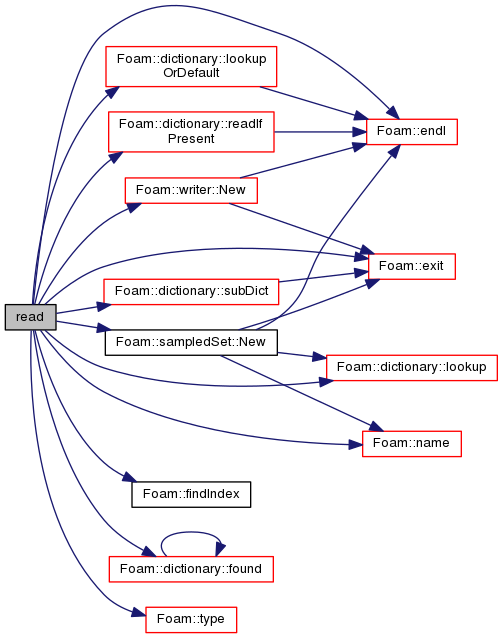 Foam::dictionary::lookup
OrDefault
Foam::dictionary::readIf
Present
Foam::endl
Foam::writer::New
Foam::exit
Foam::dictionary::subDict
read
Foam::sampledSet::New
Foam::dictionary::lookup
Foam::name
Foam::findIndex
Foam::dictionary::found
Foam::type